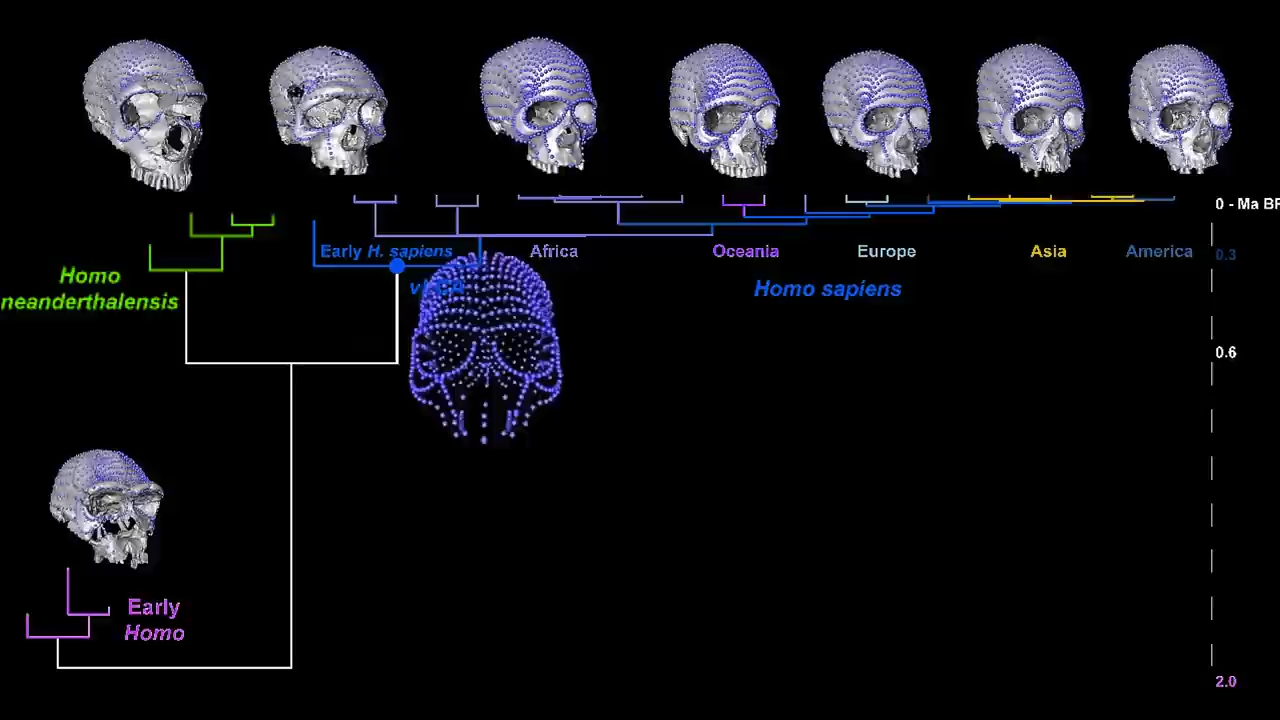 0 - Ma BP
Early H. sapiens
Africa
Oceania
Europe
Asia
America
0.3
Homo
neanderthalensis
Homo sapiens
0.6
Early
Homo
2.0